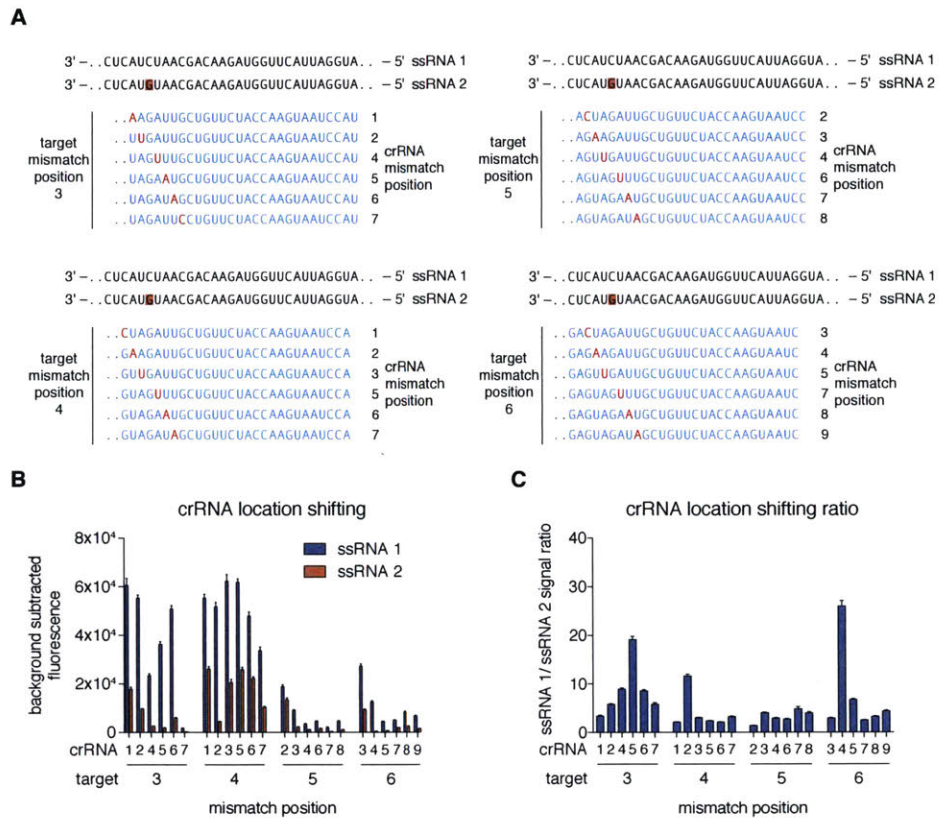 A
3' – . . CUCAUCUAACGACAAGAUGGUUCAUUAGGUA. . – 5' ssRNA 1
3' – . . CUCAUGUAACGACAAGAUGGUUCAUUAGGUA. . – 5' ssRNA 2
target mismatch position 3
. . AAGAUUGCUGUUCUACCAAGUAAUCCAU 1
. . UUGAUUGCUGUUCUACCAAGUAAUCCAU 2
. . UAGUUUGCUGUUCUACCAAGUAAUCCAU 4
. . UAGAAUGCUGUUCUACCAAGUAAUCCAU 5
. . UAGAUAGCUGUUCUACCAAGUAAUCCAU 6
. . UAGAUUCCUGUUCUACCAAGUAAUCCAU 7
crRNA mismatch position
3' – . . CUCAUCUAACGACAAGAUGGUUCAUUAGGUA. . – 5' ssRNA 1
3' – . . CUCAUGUAACGACAAGAUGGUUCAUUAGGUA. . – 5' ssRNA 2
target mismatch position 5
. . ACUAGAUUGCUGUUCUACCAAGUAAUCC 2
. . AGAAGAUUGCUGUUCUACCAAGUAAUCC 3
. . AGUUGAUUGCUGUUCUACCAAGUAAUCC 4
. . AGUAGUUUGCUGUUCUACCAAGUAAUCC 6
. . AGUAGAAUGCUGUUCUACCAAGUAAUCC 7
. . AGUAGAUAGCUGUUCUACCAAGUAAUCC 8
crRNA mismatch position
3' – . . CUCAUCUAACGACAAGAUGGUUCAUUAGGUA. . – 5' ssRNA 1
3' – . . CUCAUGUAACGACAAGAUGGUUCAUUAGGUA. . – 5' ssRNA 2
target mismatch position 4
. . CUAGAUUGCUGUUCUACCAAGUAAUCCA 1
. . GAAGAUUGCUGUUCUACCAAGUAAUCCA 2
. . GUUGAUUGCUGUUCUACCAAGUAAUCCA 3
. . GUAGUUUGCUGUUCUACCAAGUAAUCCA 5
. . GUAGAAUGCUGUUCUACCAAGUAAUCCA 6
. . GUAGAUAGCUGUUCUACCAAGUAAUCCA 7
crRNA mismatch position
3' – . . CUCAUCUAACGACAAGAUGGUUCAUUAGGUA. . – 5' ssRNA 1
3' – . . CUCAUGUAACGACAAGAUGGUUCAUUAGGUA. . – 5' ssRNA 2
target mismatch position 6
. . GACUAGAUUGCUGUUCUACCAAGUAAUC 3
. . GAGAAGAUUGCUGUUCUACCAAGUAAUC 4
. . GAGUUGAUUGCUGUUCUACCAAGUAAUC 5
. . GAGUAGUUUGCUGUUCUACCAAGUAAUC 7
. . GAGUAGAAUGCUGUUCUACCAAGUAAUC 8
. . GAGUAGAUAGCUGUUCUACCAAGUAAUC 9
crRNA mismatch position
B
crRNA location shifting
background subtracted fluorescence
8x10⁴
6x10⁴
4x10⁴
2x10⁴
0
ssRNA 1
ssRNA 2
crRNA 1 2 4 5 6 7 1 2 3 5 6 7 2 3 4 6 7 8 3 4 5 7 8 9
target 3 4 5 6
mismatch position
C
crRNA location shifting ratio
ssRNA 1/ ssRNA 2 signal ratio
40
30
20
10
0
crRNA 1 2 4 5 6 7 1 2 3 5 6 7 2 3 4 6 7 8 3 4 5 7 8 9
target 3 4 5 6
mismatch position